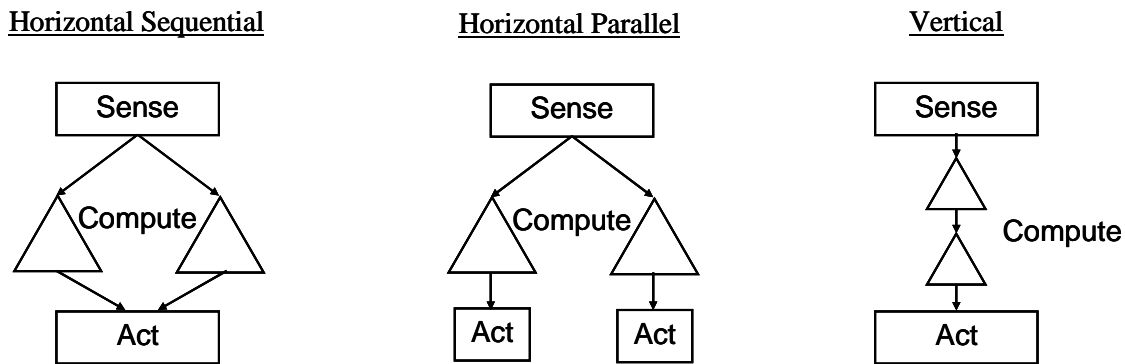 Horizontal Sequential
Horizontal Parallel
Vertical
Sense
Sense
Sense
Compute
Compute
Compute
Act
Act
Act
Act